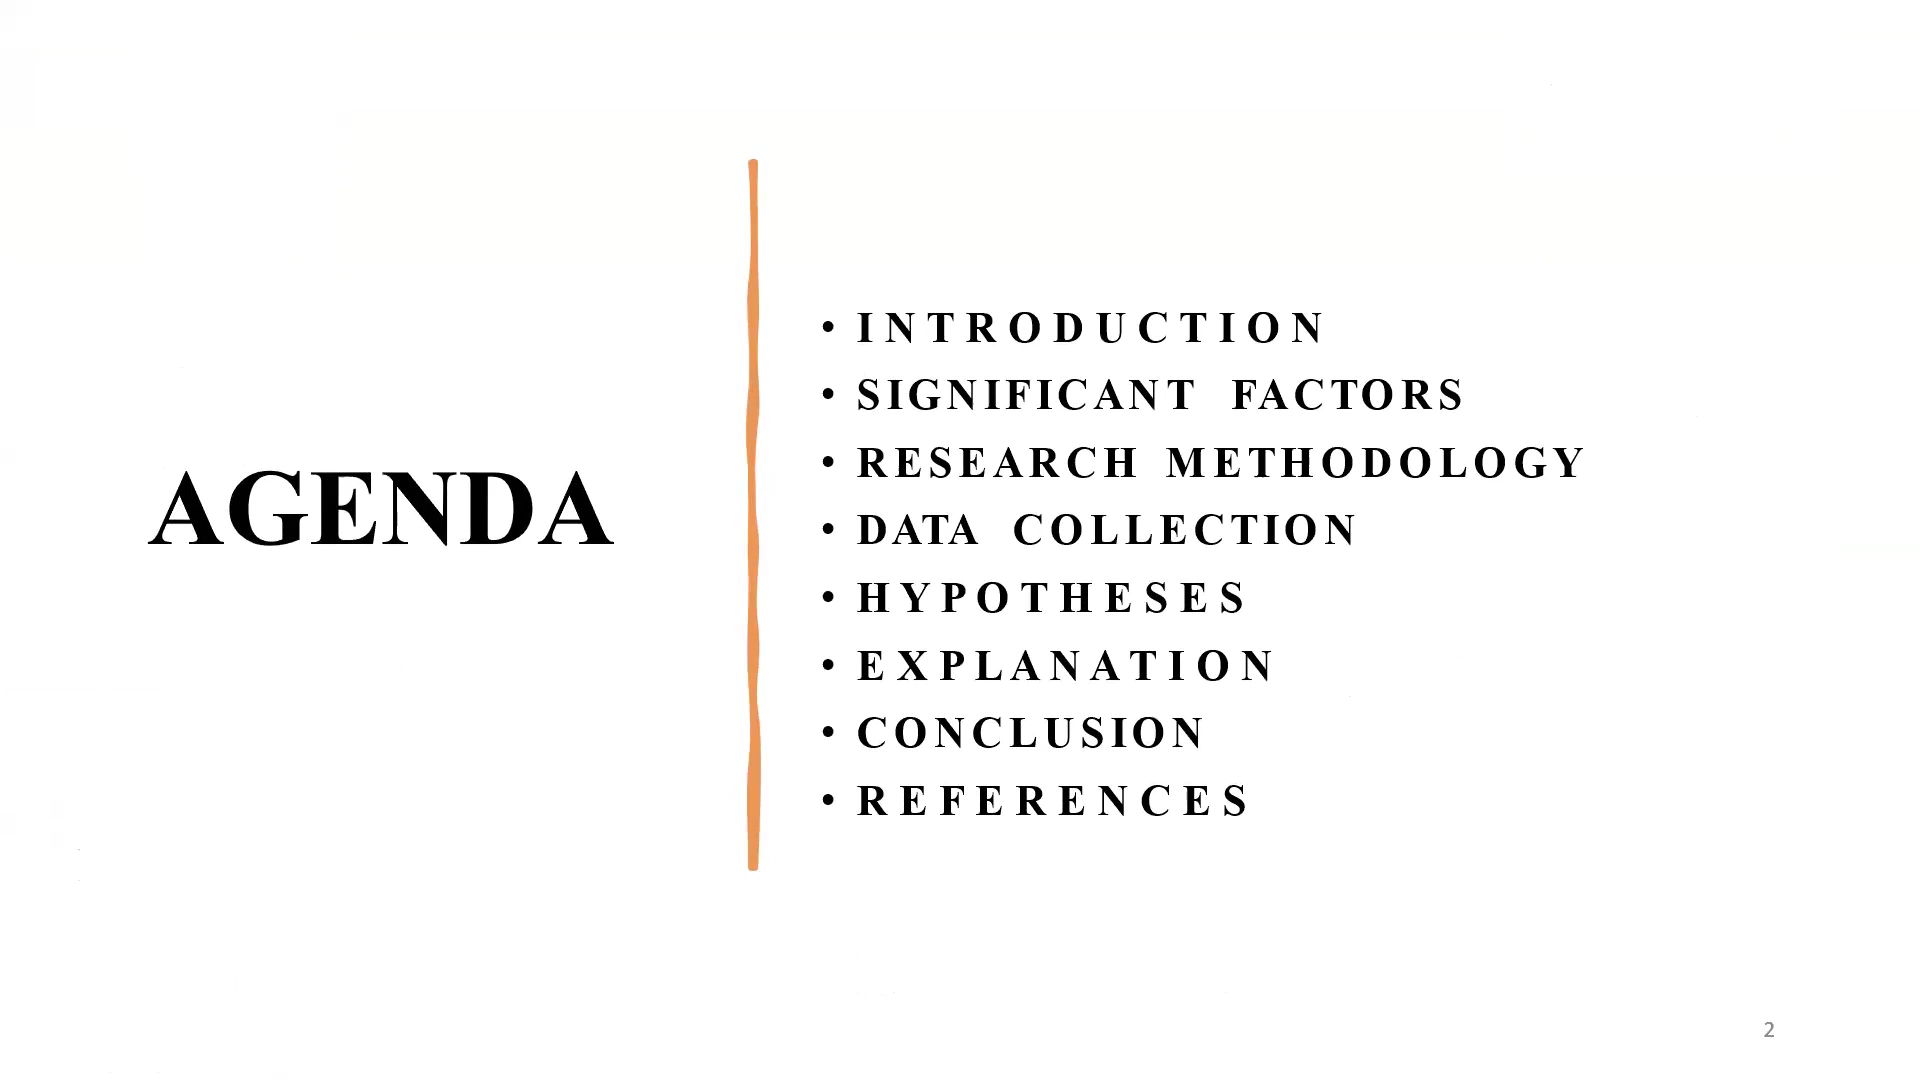 AGENDA
• INTRODUCTION
• SIGNIFICANT FACTORS
• RESEARCH METHODOLOGY
• DATA COLLECTION
• HYPOTHESES
• EXPLANATION
• CONCLUSION
• REFERENCES
2